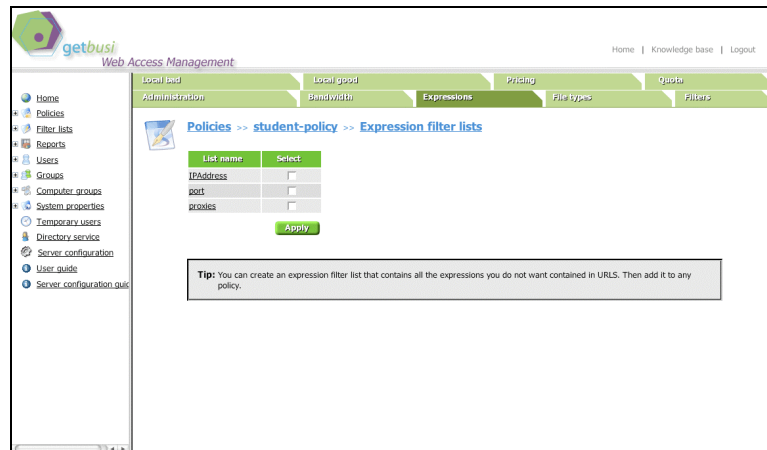 getbusi
Web Access Management
Home | Knowledge base | Logout
Local bad Local good Pricing Quota
Administration Bandwidth Expressions File types Filters
Home
Policies
Filter lists
Reports
Users
Groups
Computer groups
System properties
Temporary users
Directory service
Server configuration
User guide
Server configuration guid
Policies >> student-policy >> Expression filter lists
List name Select
IPAddress
port
proxies
Apply
Tip: You can create an expression filter list that contains all the expressions you do not want contained in URLS. Then add it to any
policy.